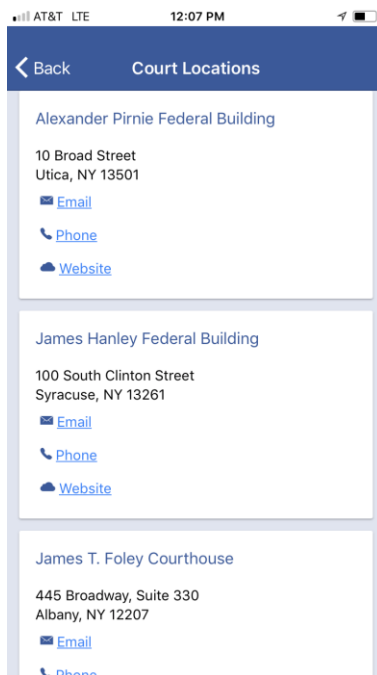 AT&T LTE 12:07 PM
Back Court Locations
Alexander Pirnie Federal Building
10 Broad Street
Utica, NY 13501
Email
Phone
Website
James Hanley Federal Building
100 South Clinton Street
Syracuse, NY 13261
Email
Phone
Website
James T. Foley Courthouse
445 Broadway, Suite 330
Albany, NY 12207
Email
Phone